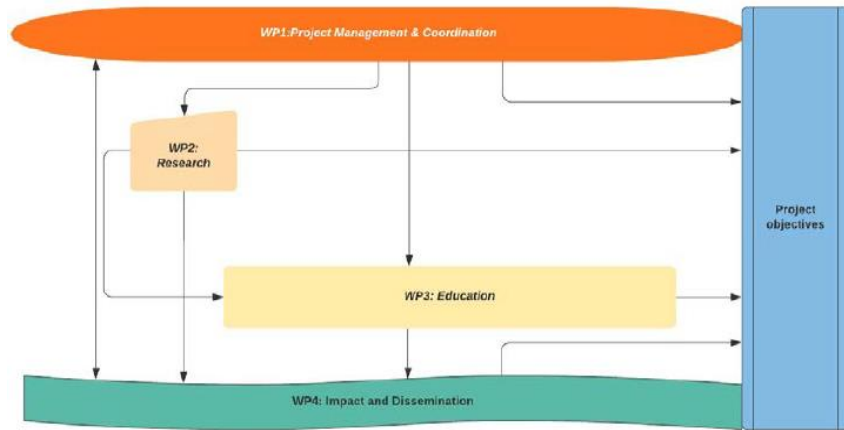 WP1:Project Management & Coordination
WP2:
Research
Project
objectives
WP3: Education
WP4: Impact and Dissemination